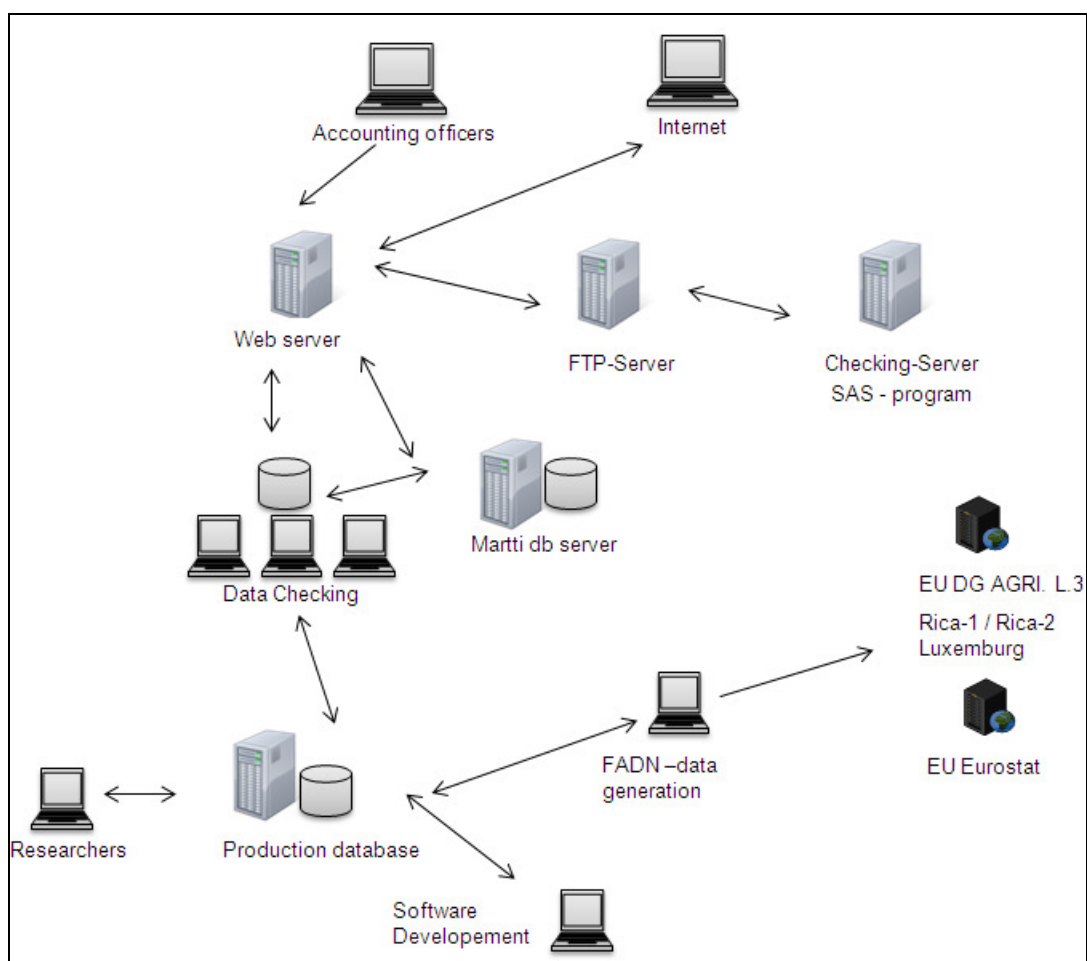 Accounting officers
Internet
Web server
FTP-Server
Checking-Server
SAS - program
Martti db server
Data Checking
EU DG AGRI. L.3
Rica-1 / Rica-2
Luxemburg
FADN –data
generation
EU Eurostat
Researchers
Production database
Software
Developement